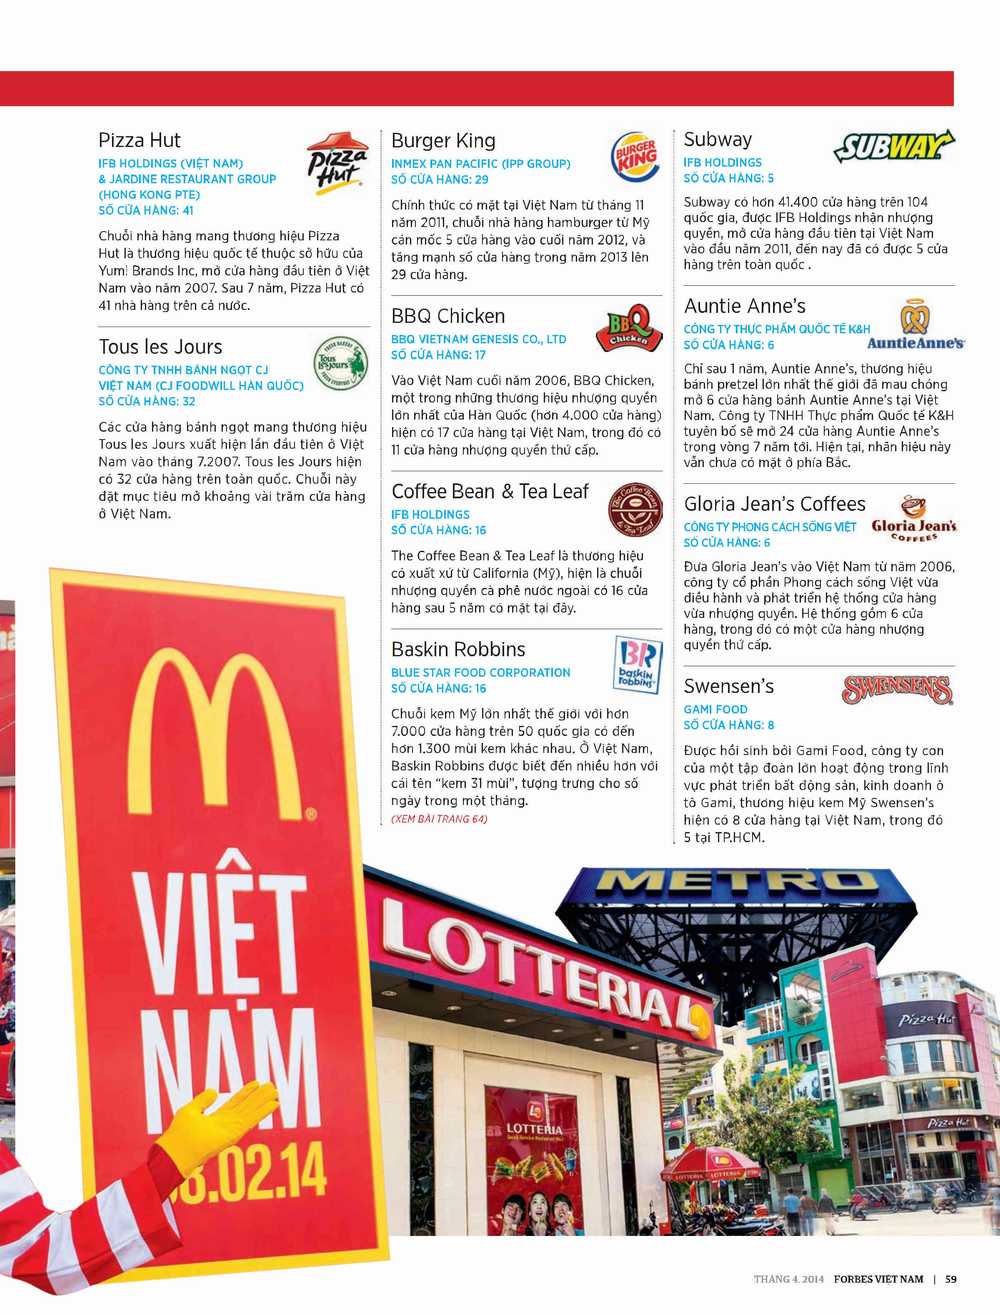 Pizza Hut
IFB HOLDINGS (VIỆT NAM)
& JARDINE RESTAURANT GROUP
(HONG KONG PTE)
SỐ CỬA HÀNG: 41
Pizza
Hut
Chuỗi nhà hàng mang thương hiệu Pizza
Hut là thương hiệu quốc tế thuộc sở hữu của
Yum! Brands Inc, mở cửa hàng đầu tiên ở Việt
Nam vào năm 2007. Sau 7 năm, Pizza Hut có
41 nhà hàng trên cả nước.
Tous les Jours
CÔNG TY TNHH BÁNH NGỌT CJ
VIỆT NAM (CJ FOODWILL HÀN QUỐC)
SỐ CỬA HÀNG: 32
Tous
les Jours
Các cửa hàng bánh ngọt mang thương hiệu
Tous les Jours xuất hiện lần đầu tiên ở Việt
Nam vào tháng 7.2007. Tous les Jours hiện
có 32 cửa hàng trên toàn quốc. Chuỗi này
đặt mục tiêu mở khoảng vài trăm cửa hàng
ở Việt Nam.
Burger King
INMEX PAN PACIFIC (IPP GROUP)
SỐ CỬA HÀNG: 29
BURGER
KING
Chính thức có mặt tại Việt Nam từ tháng 11
năm 2011, chuỗi nhà hàng hamburger từ Mỹ
cán mốc 5 cửa hàng vào cuối năm 2012, và
tăng mạnh số cửa hàng trong năm 2013 lên
29 cửa hàng.
BBQ Chicken
BBQ VIETNAM GENESIS CO., LTD
SỐ CỬA HÀNG: 17
BBQ
Chicken
Vào Việt Nam cuối năm 2006, BBQ Chicken,
một trong những thương hiệu nhượng quyền
lớn nhất của Hàn Quốc (hơn 4.000 cửa hàng)
hiện có 17 cửa hàng tại Việt Nam, trong đó có
11 cửa hàng nhượng quyền thứ cấp.
Coffee Bean & Tea Leaf
IFB HOLDINGS
SỐ CỬA HÀNG: 16
The Coffee Bean
& Tea Leaf
The Coffee Bean & Tea Leaf là thương hiệu
có xuất xứ từ California (Mỹ), hiện là chuỗi
nhượng quyền cà phê nước ngoài có 16 cửa
hàng sau 5 năm có mặt tại đây.
Baskin Robbins
BLUE STAR FOOD CORPORATION
SỐ CỬA HÀNG: 16
BR
baskin
robbins
Chuỗi kem Mỹ lớn nhất thế giới với hơn
7.000 cửa hàng trên 50 quốc gia có đến
hơn 1.300 mùi kem khác nhau. Ở Việt Nam,
Baskin Robbins được biết đến nhiều hơn với
cái tên “kem 31 mùi”, tượng trưng cho số
ngày trong một tháng.
(XEM BÀI TRANG 64)
Subway
IFB HOLDINGS
SỐ CỬA HÀNG: 5
SUBWAY
Subway có hơn 41.400 cửa hàng trên 104
quốc gia, được IFB Holdings nhận nhượng
quyền, mở cửa hàng đầu tiên tại Việt Nam
vào đầu năm 2011, đến nay đã có được 5 cửa
hàng trên toàn quốc .
Auntie Anne’s
CÔNG TY THỰC PHẨM QUỐC TẾ K&H
SỐ CỬA HÀNG: 6
AuntieAnne's
Chỉ sau 1 năm, Auntie Anne’s, thương hiệu
bánh pretzel lớn nhất thế giới đã mau chóng
mở 6 cửa hàng bánh Auntie Anne’s tại Việt
Nam. Công ty TNHH Thực phẩm Quốc tế K&H
tuyên bố sẽ mở 24 cửa hàng Auntie Anne’s
trong vòng 7 năm tới. Hiện tại, nhãn hiệu này
vẫn chưa có mặt ở phía Bắc.
Gloria Jean’s Coffees
CÔNG TY PHONG CÁCH SỐNG VIỆT
SỐ CỬA HÀNG: 6
Gloria Jean's
COFFEES
Đưa Gloria Jean’s vào Việt Nam từ năm 2006,
công ty cổ phần Phong cách sống Việt vừa
điều hành và phát triển hệ thống cửa hàng
vừa nhượng quyền. Hệ thống gồm 6 cửa
hàng, trong đó có một cửa hàng nhượng
quyền thứ cấp.
Swensen’s
GAMI FOOD
SỐ CỬA HÀNG: 8
SWENSEN'S
Được hồi sinh bởi Gami Food, công ty con
của một tập đoàn lớn hoạt động trong lĩnh
vực phát triển bất động sản, kinh doanh ô
tô Gami, thương hiệu kem Mỹ Swensen’s
hiện có 8 cửa hàng tại Việt Nam, trong đó
5 tại TP.HCM.
VIỆT
NAM
8.02.14
LOTTERIA
L
LOTTERIA
LOTTERIA
METRO
Pizza Hut
Pizza Hut
THÁNG 4. 2014 FORBES VIỆT NAM | 59